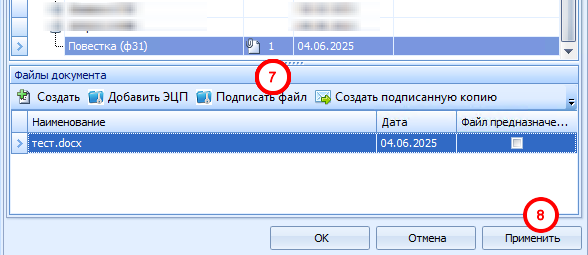 Повестка (ф31) 1 04.06.2025
7
Файлы документа
Создать Добавить ЭЦП Подписать файл Создать подписанную копию
Наименование Дата Файл предназначе...
тест.docx 04.06.2025
8
OK Отмена Применить